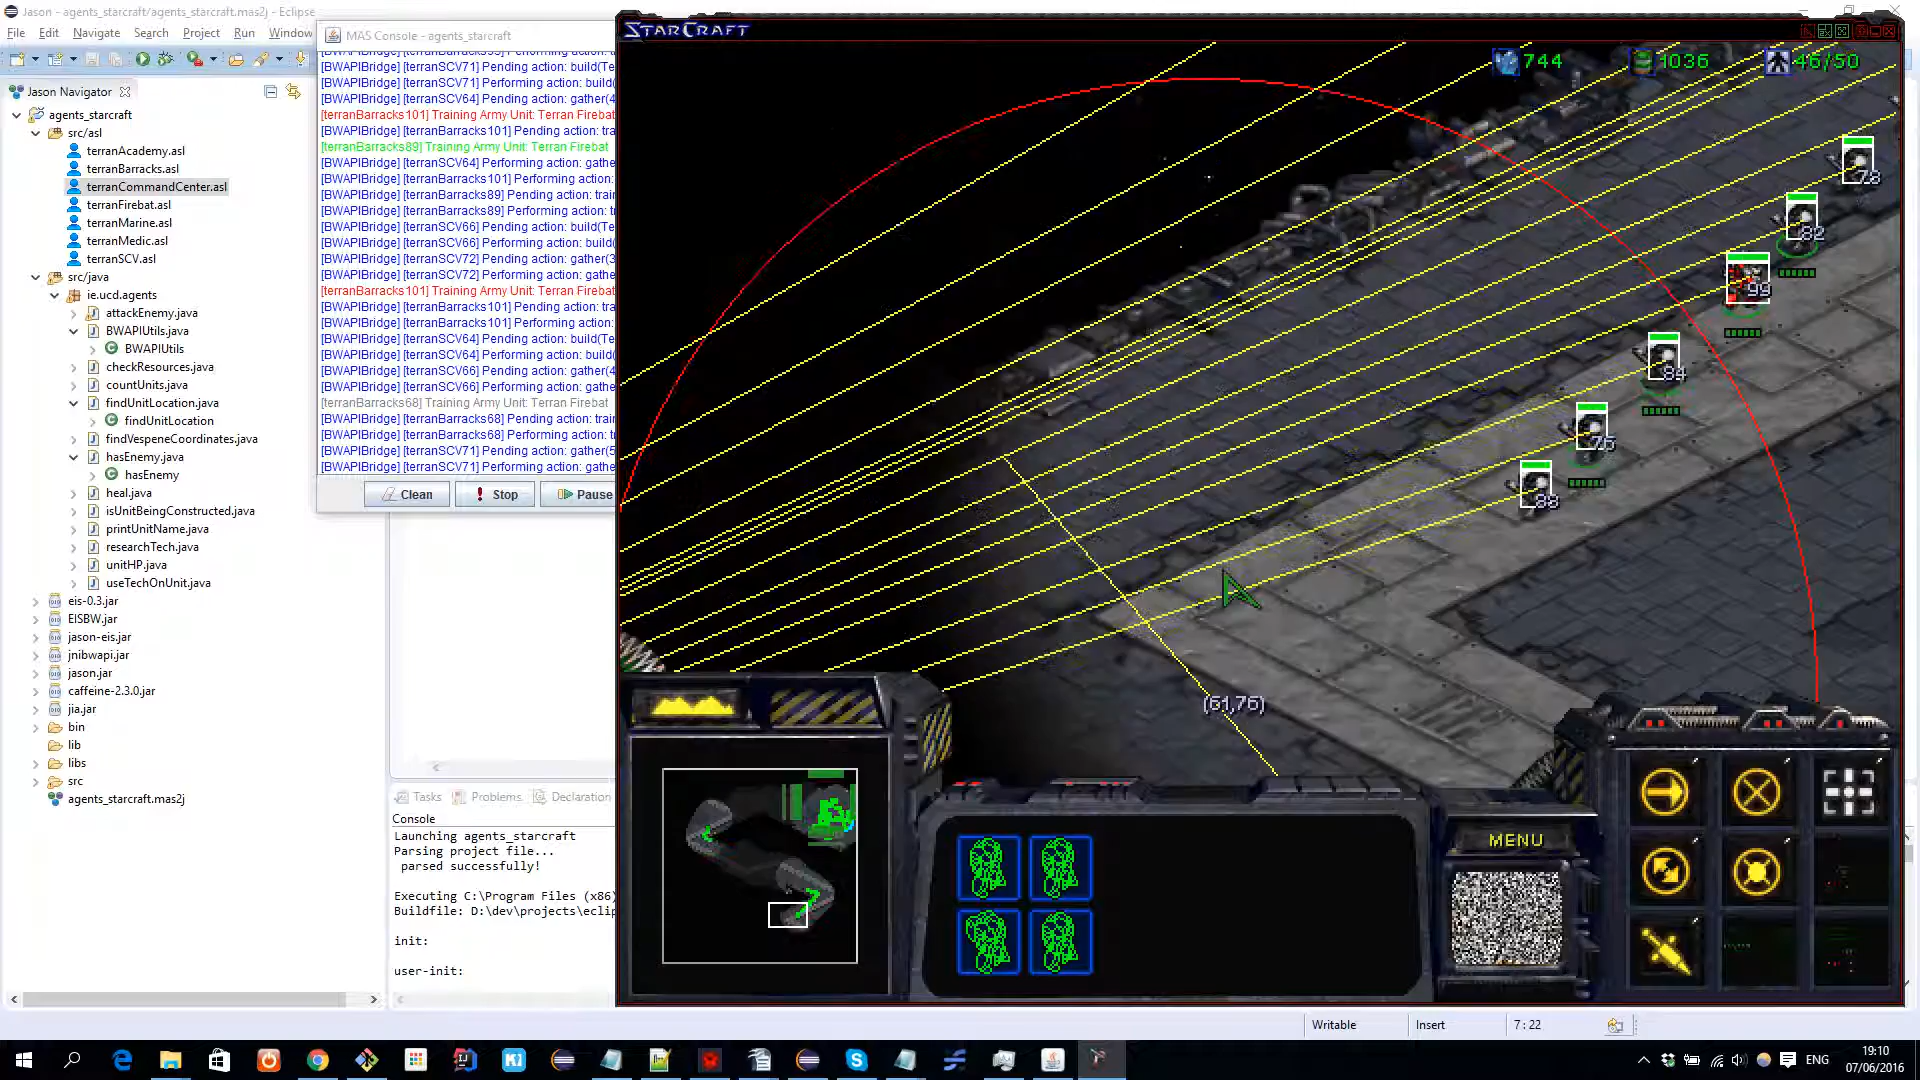 Jason - agents_starcraft/agents_starcraft.mas2j - Eclipse
File Edit Navigate Search Project Run Window
Jason Navigator
agents_starcraft
src/asl
terranAcademy.asl
terranBarracks.asl
terranCommandCenter.asl
terranFirebat.asl
terranMarine.asl
terranMedic.asl
terranSCV.asl
src/java
ie.ucd.agents
attackEnemy.java
BWAPIUtils.java
BWAPIUtils
checkResources.java
countUnits.java
findUnitLocation.java
findUnitLocation
findVespeneCoordinates.java
hasEnemy.java
hasEnemy
heal.java
isUnitBeingConstructed.java
printUnitName.java
researchTech.java
unitHP.java
useTechOnUnit.java
eis-0.3.jar
EISBW.jar
jason-eis.jar
jnibwapi.jar
jason.jar
caffeine-2.3.0.jar
jia.jar
bin
lib
libs
src
agents_starcraft.mas2j
MAS Console - agents_starcraft
[BWAPIBridge] [terranSCV71] Pending action: build(Te
[BWAPIBridge] [terranSCV71] Performing action: build(
[BWAPIBridge] [terranSCV64] Pending action: gather(4
[terranBarracks101] Training Army Unit: Terran Firebat
[BWAPIBridge] [terranBarracks101] Pending action: tra
[terranBarracks89] Training Army Unit: Terran Firebat
[BWAPIBridge] [terranSCV64] Performing action: gathe
[BWAPIBridge] [terranBarracks101] Performing action:
[BWAPIBridge] [terranBarracks89] Pending action: trai
[BWAPIBridge] [terranBarracks89] Performing action: t
[BWAPIBridge] [terranSCV66] Pending action: build(Te
[BWAPIBridge] [terranSCV66] Performing action: build(
[BWAPIBridge] [terranSCV72] Pending action: gather(3
[BWAPIBridge] [terranSCV72] Performing action: gathe
[terranBarracks101] Training Army Unit: Terran Firebat
[BWAPIBridge] [terranBarracks101] Pending action: tra
[BWAPIBridge] [terranBarracks101] Performing action:
[BWAPIBridge] [terranSCV64] Pending action: build(Te
[BWAPIBridge] [terranSCV64] Performing action: build(
[BWAPIBridge] [terranSCV66] Pending action: gather(4
[BWAPIBridge] [terranSCV66] Performing action: gathe
[terranBarracks68] Training Army Unit: Terran Firebat
[BWAPIBridge] [terranBarracks68] Pending action: trai
[BWAPIBridge] [terranBarracks68] Performing action: t
[BWAPIBridge] [terranSCV71] Pending action: gather(5
[BWAPIBridge] [terranSCV71] Performing action: gathe
Clean Stop Pause
Tasks Problems Declaration
Console
Launching agents_starcraft
Parsing project file...
parsed successfully!
Executing C:\Program Files (x86)
Buildfile: D:\dev\projects\eclip
init:
user-init:
STARCRAFT
744 1036 46/50
78
82
99
84
75
(61,76)
MENU
Writable Insert 7 : 22
ENG
19:10
07/06/2016